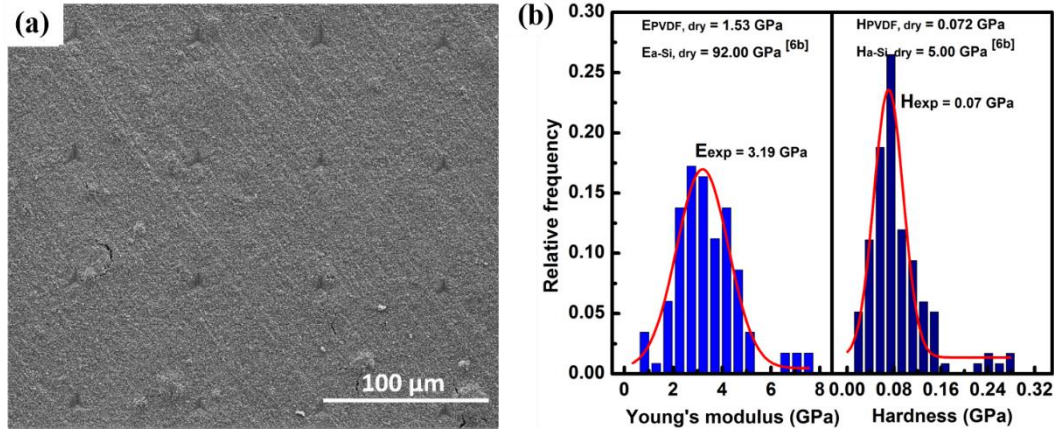 (a)
100 µm
(b)
EPVDF, dry = 1.53 GPa
Ea-Si, dry = 92.00 GPa [6b]
Eexp = 3.19 GPa
HPVDF, dry = 0.072 GPa
Ha-Si, dry = 5.00 GPa [6b]
Hexp = 0.07 GPa
Relative frequency
0.30
0.25
0.20
0.15
0.10
0.05
0.00
0 2 4 6 8
0.00 0.08 0.16 0.24 0.32
Young's modulus (GPa)
Hardness (GPa)